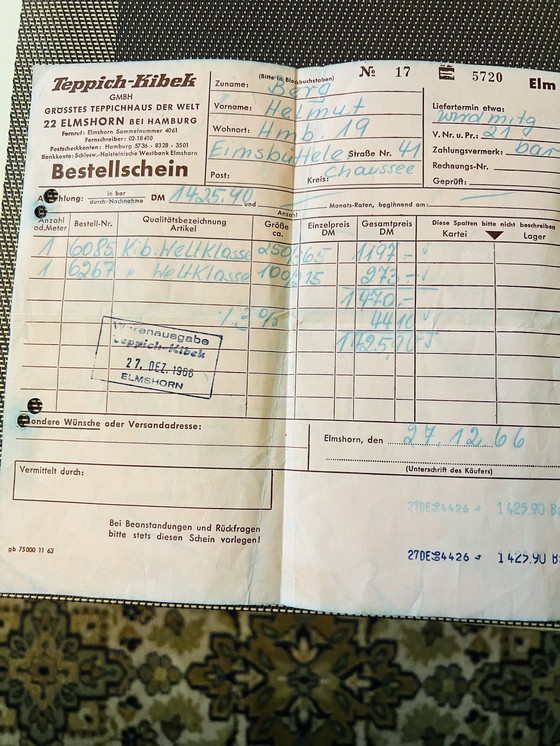 Teppich-Kibek
GMBH
GRÖSSTES TEPPICHHAUS DER WELT
22 ELMSHORN BEI HAMBURG
Fernruf: Elmshorn Sammelnummer 4061
Fernschreiber: 02-18410
Postscheckkonten: Hamburg 5736 - 8328 - 3501
Bankkonto: Schlesw.-Holsteinische Westbank Elmshorn
Bestellschein
(Bitte in Blockbuchstaben)
Zuname: Berg
Vorname: Helmut
Wohnort: Hmb. 19
Eimsbütteler Straße Nr. 41
Chaussee
Post: Kreis:
№ 17
5720 Elm
Liefertermin etwa:
wird mitg
V. Nr. u. Pr.: 219
Zahlungsvermerk: bar
Rechnungs-Nr.
Geprüft:
in bar
durch Nachnahme DM 1425,90 und Monats-Raten, beginnend am:
Anzahl
Anzahl od. Meter Bestell-Nr. Qualitätsbezeichnung Artikel Größe ca. Einzelpreis DM Gesamtpreis DM Diese Spalten bitte nicht beschreiben
Kartei Lager
1 6085 Kib. Weltklasse 250/365 1197,-
1 6267 " Weltklasse 273,-
1470,-
./. 3 %
44,10
1425,90
Warenausgabe
Teppich-Kibek
27. DEZ. 1966
ELMSHORN
Besondere Wünsche oder Versandadresse:
Elmshorn, den 27.12.66
(Unterschrift des Käufers)
Vermittelt durch:
Bei Beanstandungen und Rückfragen
bitte stets diesen Schein vorlegen!
1425.90
1425.90
gb 75000 11 63